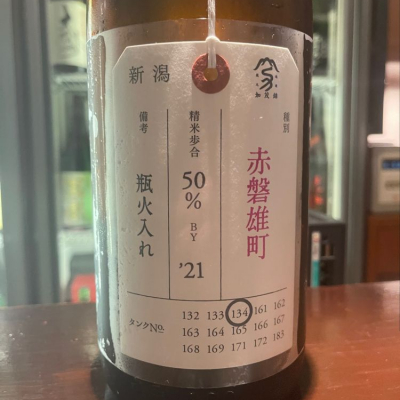 新潟
加茂錦
種別
赤磐雄町
精米歩合
50%
BY
'21
備考
瓶火入れ
タンクNo.
132 133 134 161 162
163 164 165 166 167
168 169 171 172 183